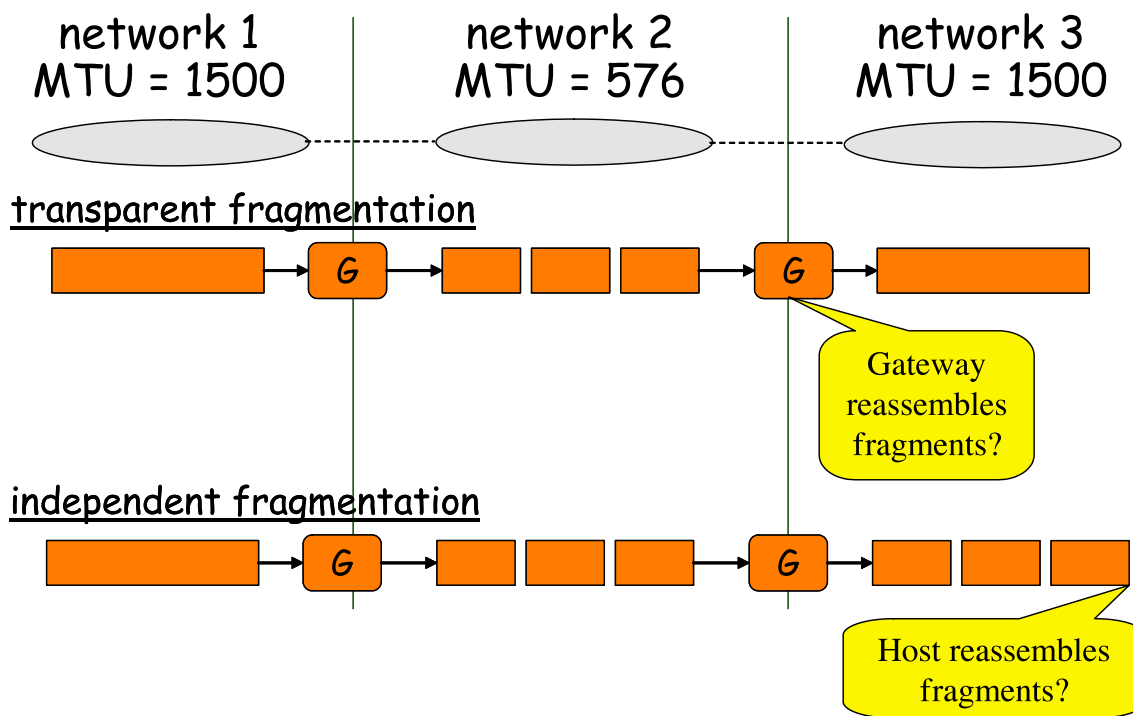 network 1
MTU = 1500
network 2
MTU = 576
network 3
MTU = 1500
transparent fragmentation
G
G
Gateway
reassembles
fragments?
independent fragmentation
G
G
Host reassembles
fragments?